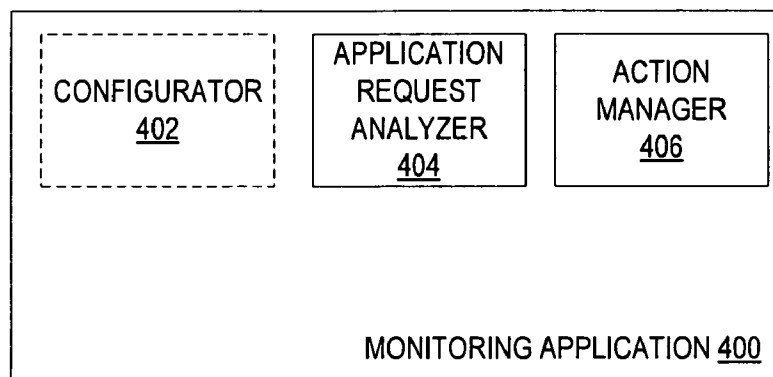 CONFIGURATOR
402
APPLICATION
REQUEST
ANALYZER
404
ACTION
MANAGER
406
MONITORING APPLICATION 400